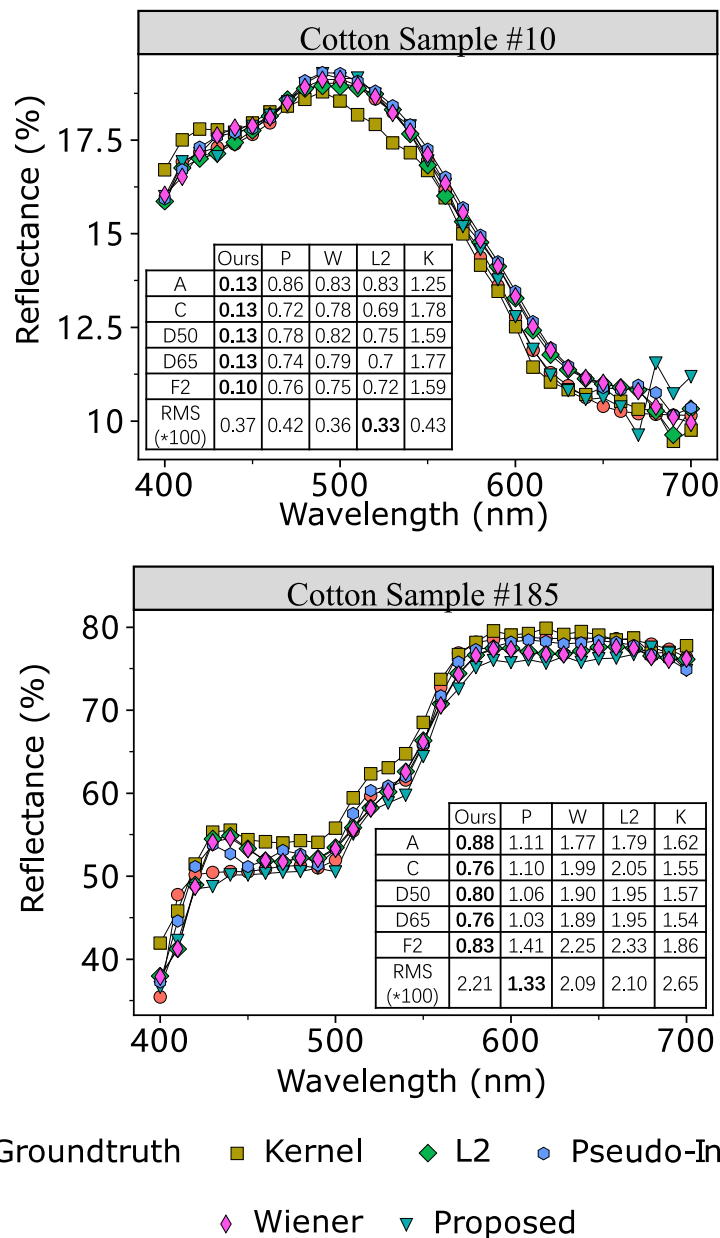 Cotton Sample #10
Reflectance (%)
17.5
15
12.5
10
Ours P W L2 K
A 0.13 0.86 0.83 0.83 1.25
C 0.13 0.72 0.78 0.69 1.78
D50 0.13 0.78 0.82 0.75 1.59
D65 0.13 0.74 0.79 0.7 1.77
F2 0.10 0.76 0.75 0.72 1.59
RMS (*100) 0.37 0.42 0.36 0.33 0.43
400 500 600 700
Wavelength (nm)
Cotton Sample #185
Reflectance (%)
80
70
60
50
40
Ours P W L2 K
A 0.88 1.11 1.77 1.79 1.62
C 0.76 1.10 1.99 2.05 1.55
D50 0.80 1.06 1.90 1.95 1.57
D65 0.76 1.03 1.89 1.95 1.54
F2 0.83 1.41 2.25 2.33 1.86
RMS (*100) 2.21 1.33 2.09 2.10 2.65
400 500 600 700
Wavelength (nm)
Groundtruth Kernel L2 Pseudo-In
Wiener Proposed